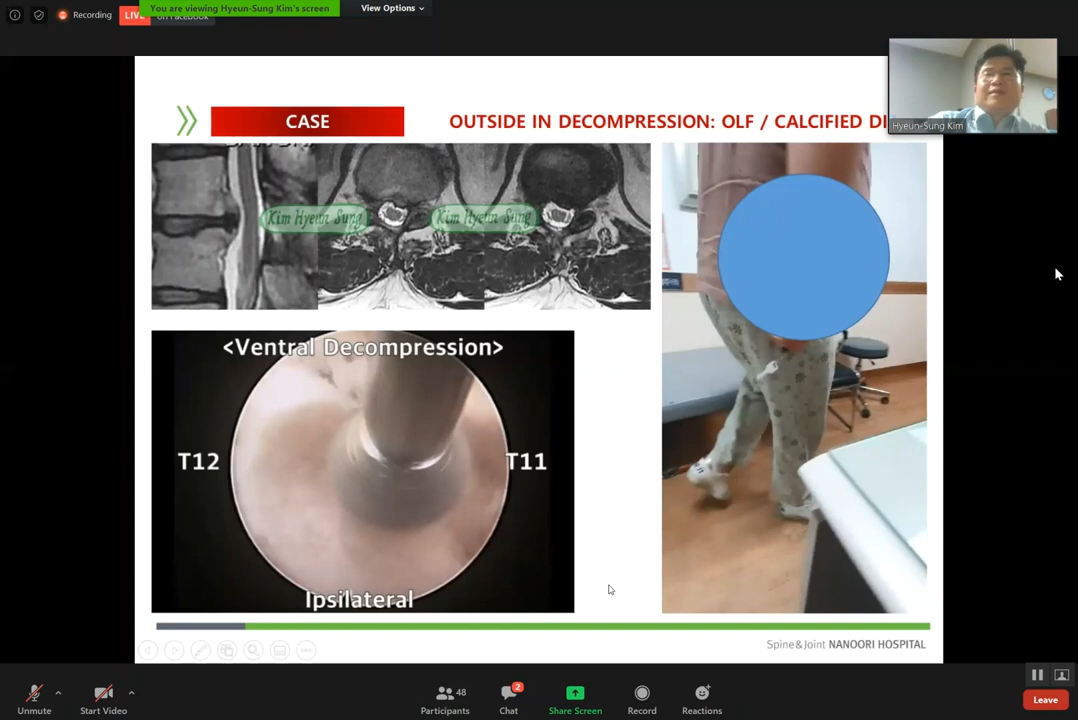 You are viewing Hyeun-Sung Kim's screen
View Options
Recording
LIVE on Facebook
Hyeun-Sung Kim
CASE
OUTSIDE IN DECOMPRESSION: OLF / CALCIFIED DI
Kim Hyeun Sung
Kim Hyeun Sung
<Ventral Decompression>
T12
T11
Ipsilateral
Spine & Joint NANOORI HOSPITAL
Unmute
Start Video
48
Participants
2
Chat
Share Screen
Record
Reactions
Leave